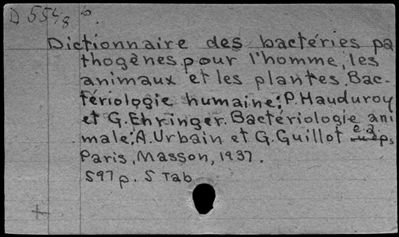 D 5548 8°.
Dictionnaire des bactéries pa
thogènes pour l'homme, les
animaux et les plantes. Bac-
tériologie humaine: P. Hauduroy
et G. Ehringer. Bactériologie ani
male: A. Urbain et G. Guillot e.a.
Paris, Masson, 1937.
597 p. 5 Tab